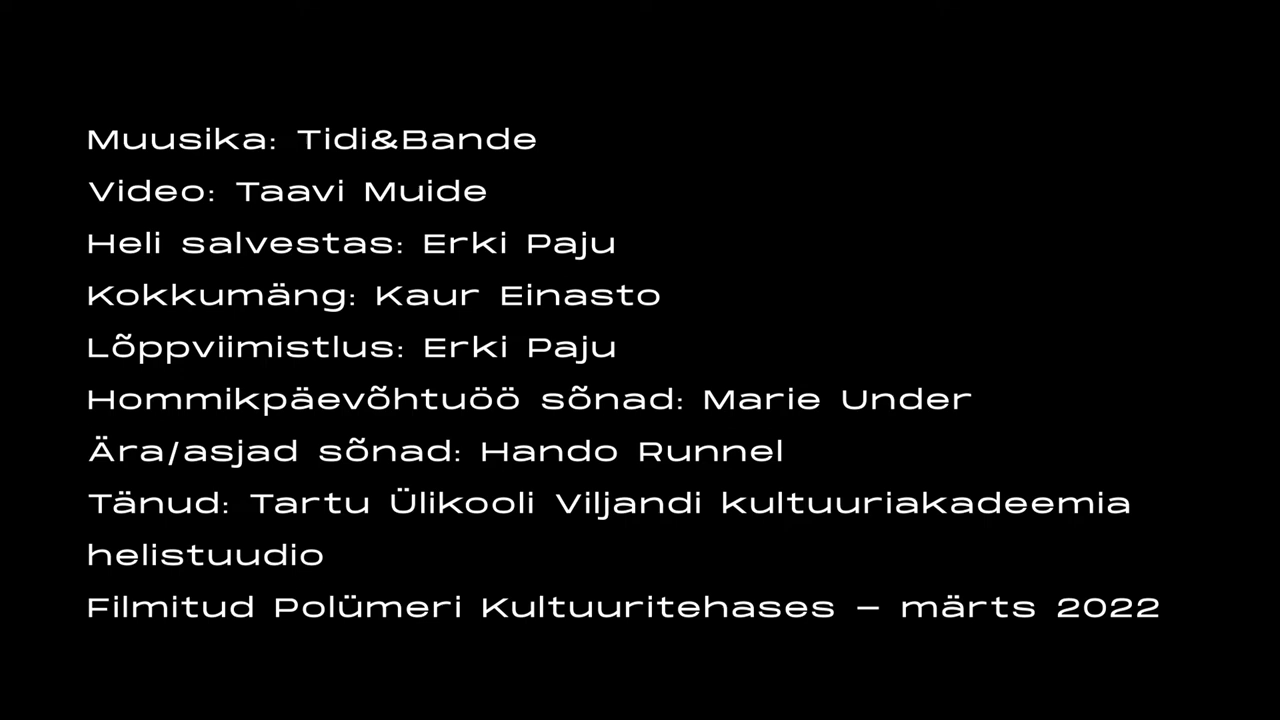 Muusika: Tidi&Bande
Video: Taavi Muide
Heli salvestas: Erki Paju
Kokkumäng: Kaur Einasto
Lõppviimistlus: Erki Paju
Hommikpäevõhtuöö sõnad: Marie Under
Ära/asjad sõnad: Hando Runnel
Tänud: Tartu Ülikooli Viljandi kultuuriakadeemia
helistuudio
Filmitud Polümeri Kultuuritehases – märts 2022